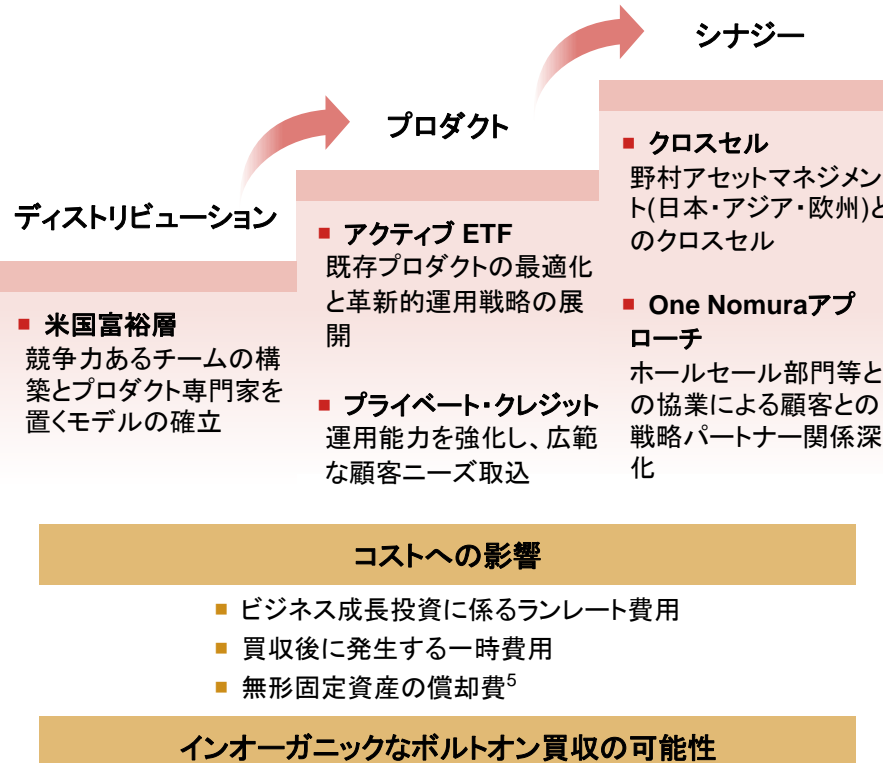 ディストリビューション
■ 米国富裕層
競争力あるチームの構
築とプロダクト専門家を
置くモデルの確立
プロダクト
■ アクティブ ETF
既存プロダクトの最適化
と革新的運用戦略の展
開
■ プライベート・クレジット
運用能力を強化し、広範
な顧客ニーズ取込
シナジー
■ クロスセル
野村アセットマネジメン
ト(日本・アジア・欧州)と
のクロスセル
■ One Nomuraアプ
ローチ
ホールセール部門等と
の協業による顧客との
戦略パートナー関係深
化
コストへの影響
■ ビジネス成長投資に係るランレート費用
■ 買収後に発生する一時費用
■ 無形固定資産の償却費5
インオーガニックなボルトオン買収の可能性